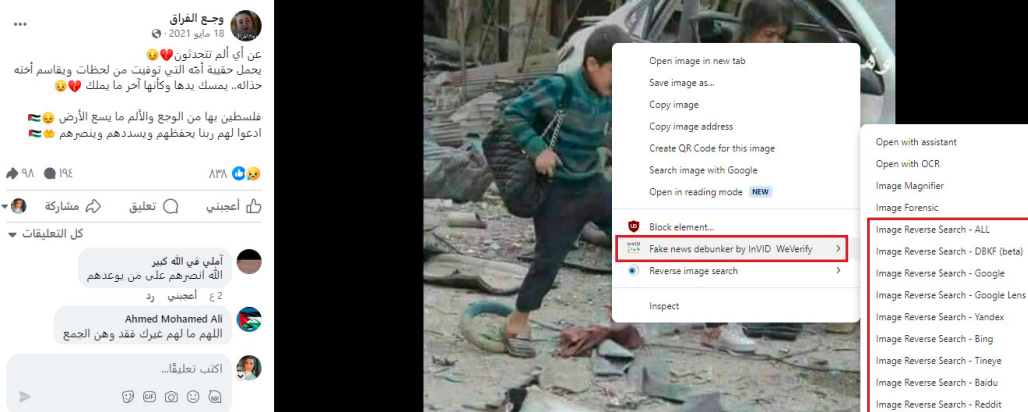 وجـع الفراق
18 مايو 2021
عن أي ألم تتحدثون💔😥
يحمل حقيبة أمّه التي توفيت من لحظات ويقاسم أخته
حذائه.. يمسك يدها وكأنها آخر ما يملك 💔😥
فلسطين بها من الوجع والألم ما يسع الأرض 😔🇵🇸
ادعوا لهم ربنا يحفظهم ويسددهم وينصرهم 🤲🇵🇸
٨٣٨
١٩٤
٩٨
أعجبني
تعليق
مشاركة
كل التعليقات
آملي في الله كبير
الله انصرهم على من يوعدهم
2 ع أعجبني رد
Ahmed Mohamed Ali
اللهم ما لهم غيرك فقد وهن الجمع
اكتب تعليقًا...
GIF
Open image in new tab
Save image as...
Copy image
Copy image address
Create QR Code for this image
Search image with Google
Open in reading mode NEW
Block element...
Fake news debunker by InVID WeVerify
Reverse image search
Inspect
Open with assistant
Open with OCR
Image Magnifier
Image Forensic
Image Reverse Search - ALL
Image Reverse Search - DBKF (beta)
Image Reverse Search - Google
Image Reverse Search - Google Lens
Image Reverse Search - Yandex
Image Reverse Search - Bing
Image Reverse Search - Tineye
Image Reverse Search - Baidu
Image Reverse Search - Reddit